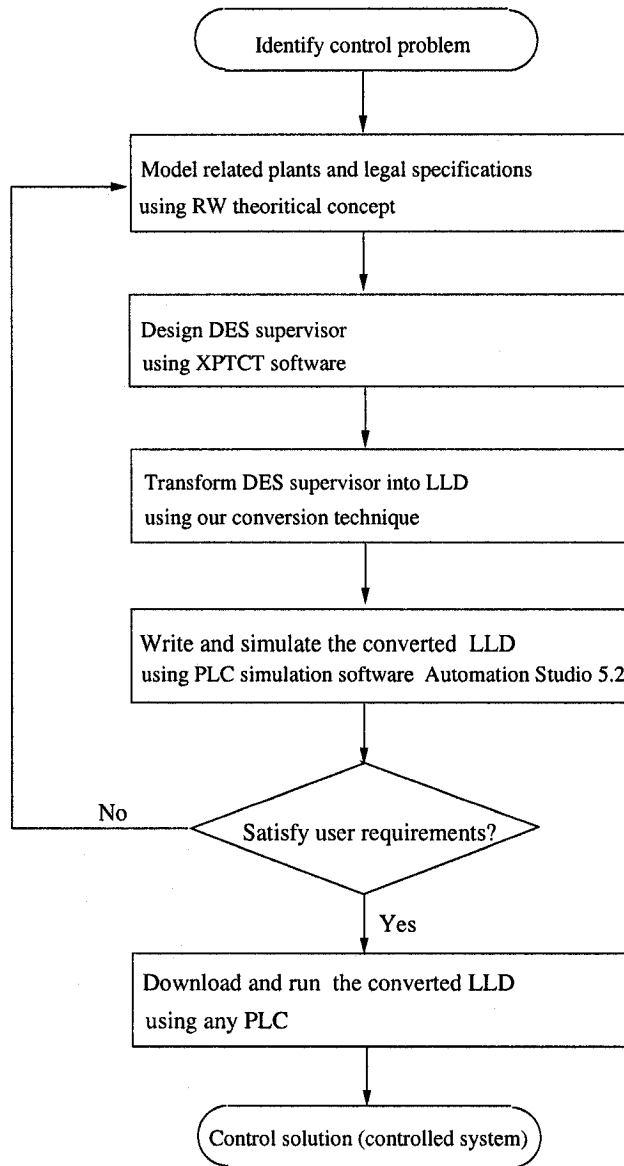 Identify control problem
Model related plants and legal specifications
using RW theoritical concept
Design DES supervisor
using XPTCT software
Transform DES supervisor into LLD
using our conversion technique
Write and simulate the converted LLD
using PLC simulation software Automation Studio 5.2
No
Satisfy user requirements?
Yes
Download and run the converted LLD
using any PLC
Control solution (controlled system)